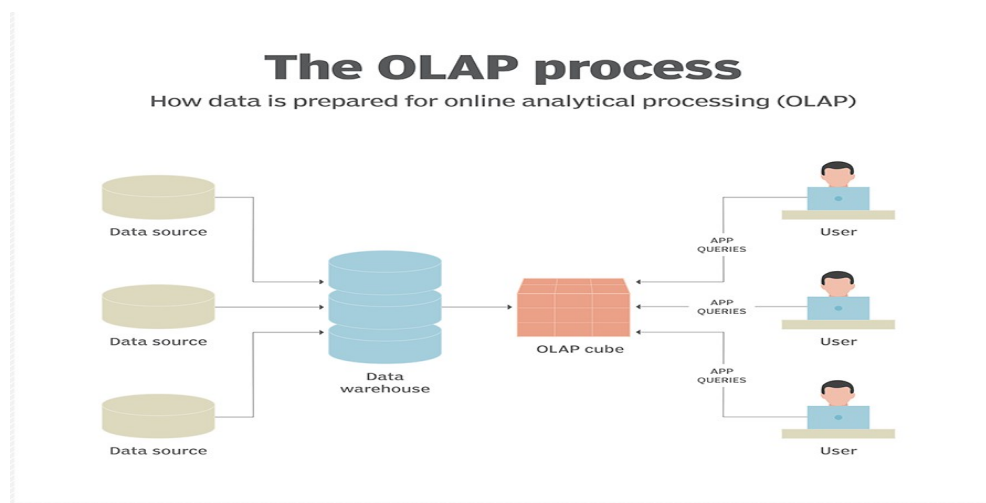 The OLAP process
How data is prepared for online analytical processing (OLAP)
Data source
Data source
Data source
Data
warehouse
OLAP cube
APP
QUERIES
APP
QUERIES
APP
QUERIES
User
User
User